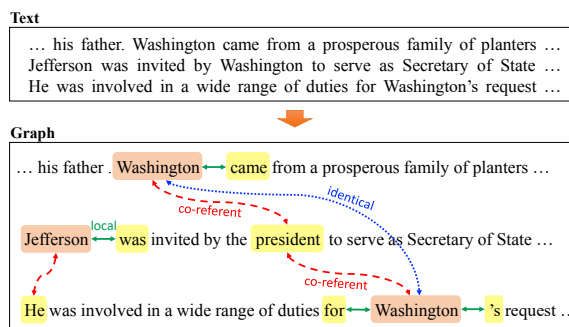 Text
… his father. Washington came from a prosperous family of planters …
Jefferson was invited by Washington to serve as Secretary of State …
He was involved in a wide range of duties for Washington's request …
Graph
… his father . Washington came from a prosperous family of planters …
identical
co-referent
local
Jefferson was invited by the president to serve as Secretary of State …
co-referent
He was involved in a wide range of duties for Washington 's request …